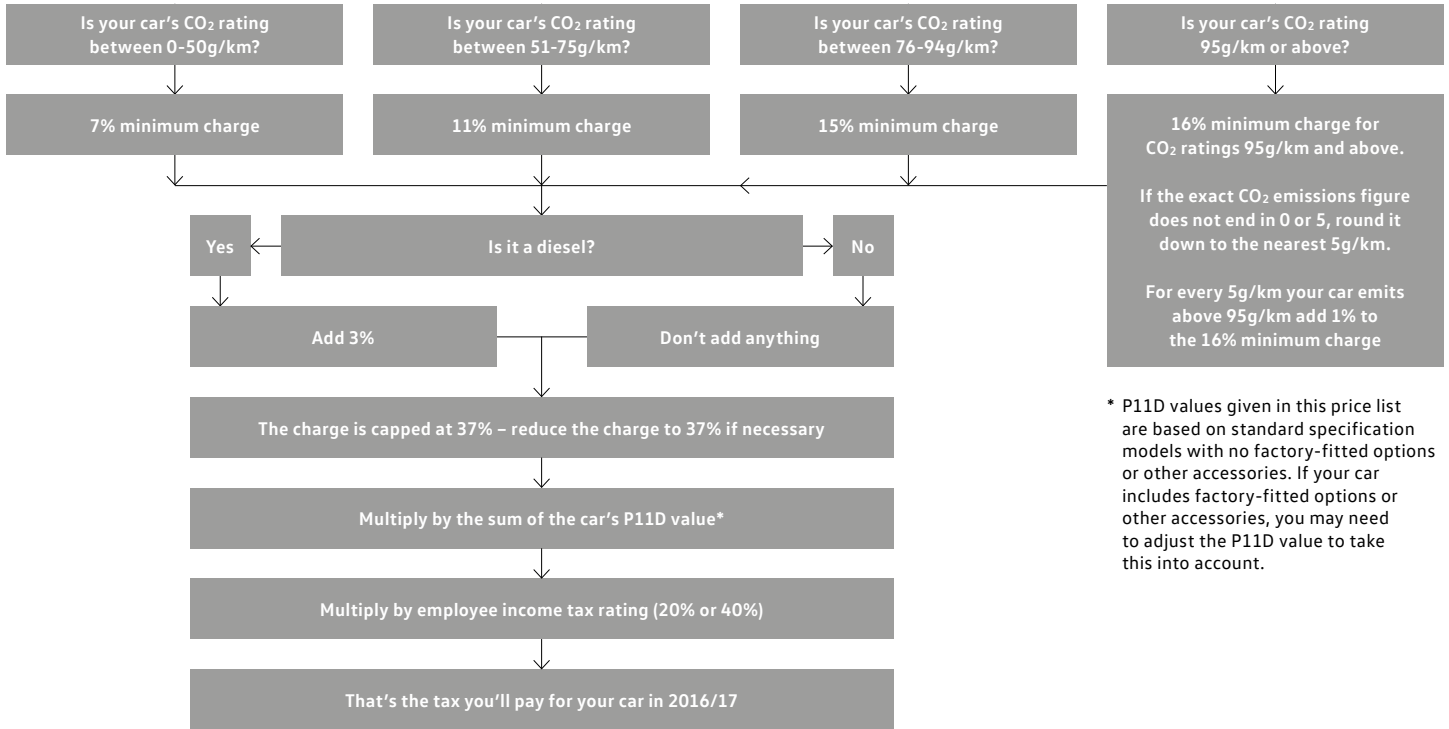 Is your car's CO₂ rating
between 0-50g/km?
Is your car's CO₂ rating
between 51-75g/km?
Is your car's CO₂ rating
between 76-94g/km?
Is your car's CO₂ rating
95g/km or above?
7% minimum charge
11% minimum charge
15% minimum charge
16% minimum charge for
CO₂ ratings 95g/km and above.
If the exact CO₂ emissions figure
does not end in 0 or 5, round it
down to the nearest 5g/km.
For every 5g/km your car emits
above 95g/km add 1% to
the 16% minimum charge
Yes
Is it a diesel?
No
Add 3%
Don't add anything
The charge is capped at 37% – reduce the charge to 37% if necessary
Multiply by the sum of the car's P11D value*
Multiply by employee income tax rating (20% or 40%)
That's the tax you'll pay for your car in 2016/17
* P11D values given in this price list
are based on standard specification
models with no factory-fitted options
or other accessories. If your car
includes factory-fitted options or
other accessories, you may need
to adjust the P11D value to take
this into account.